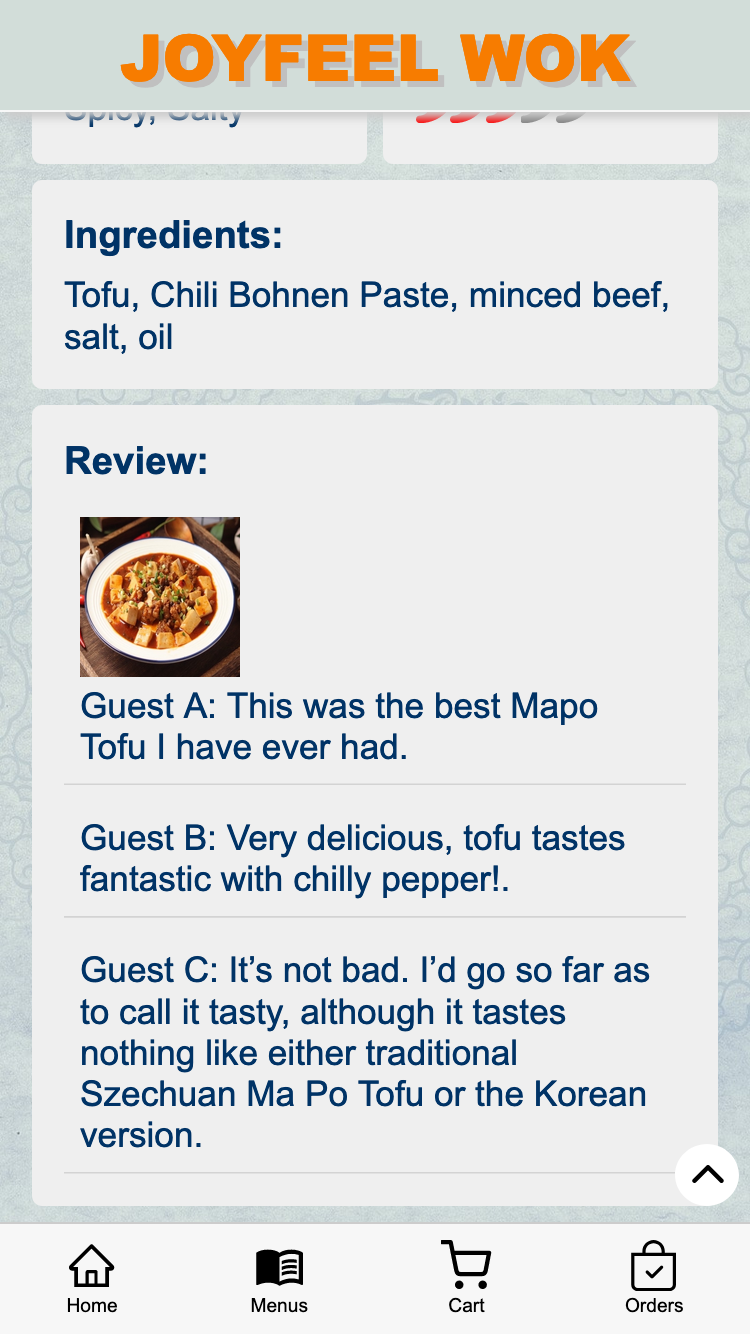 JOYFEEL WOK
Spicy, Salty
Ingredients:
Tofu, Chili Bohnen Paste, minced beef,
salt, oil
Review:
Guest A: This was the best Mapo
Tofu I have ever had.
Guest B: Very delicious, tofu tastes
fantastic with chilly pepper!.
Guest C: It’s not bad. I’d go so far as
to call it tasty, although it tastes
nothing like either traditional
Szechuan Ma Po Tofu or the Korean
version.
Home
Menus
Cart
Orders